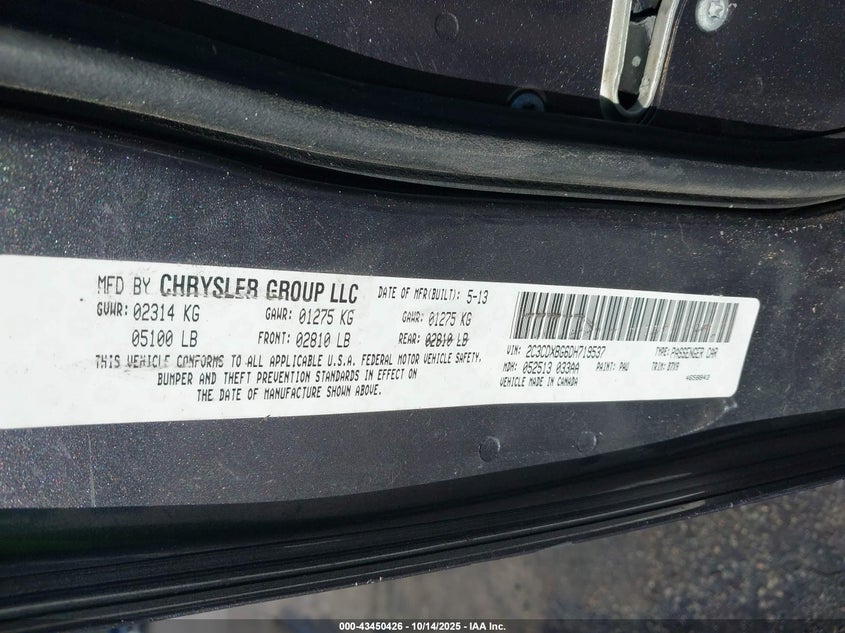 MFD BY CHRYSLER GROUP LLC DATE OF MFR(BUILT): 5-13
GVWR: 02314 KG GAWR: 01275 KG GAWR: 01275 KG
05100 LB FRONT: 02810 LB REAR: 02810 LB
THIS VEHICLE CONFORMS TO ALL APPLICABLE U.S.A. FEDERAL MOTOR VEHICLE SAFETY,
BUMPER AND THEFT PREVENTION STANDARDS IN EFFECT ON
THE DATE OF MANUFACTURE SHOWN ABOVE.
VIN: 2C3CDXBG6DH719537 TYPE: PASSENGER CAR
MDH: 052513 033AA PAINT: PAU TRIM: B7X9
VEHICLE MADE IN CANADA
000-43450426 - 10/14/2025 - IAA Inc.